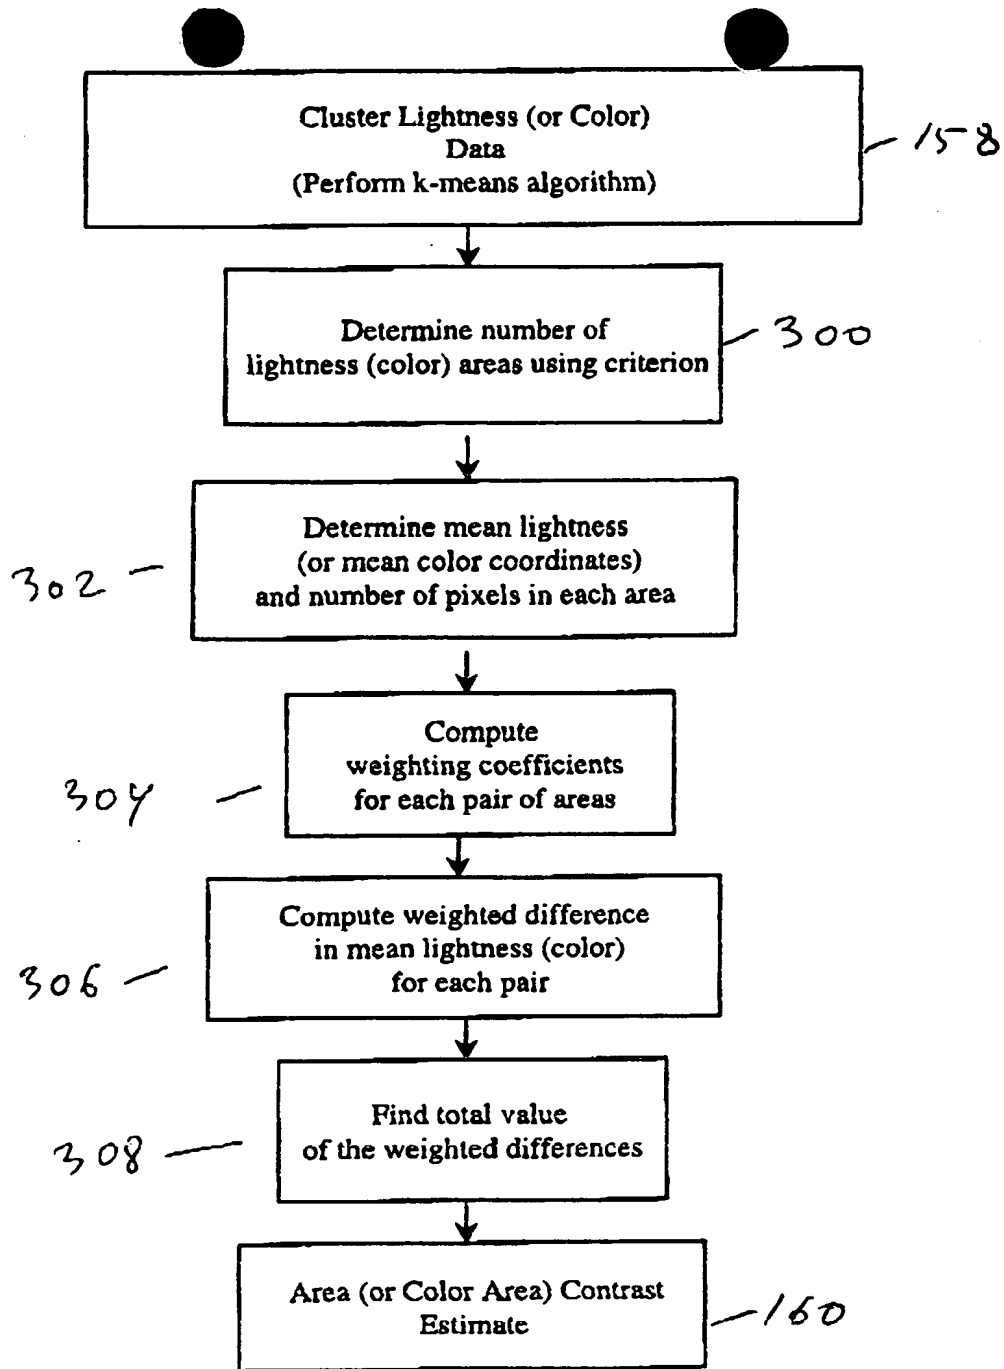 Cluster Lightness (or Color)
Data
(Perform k-means algorithm)
158
Determine number of
lightness (color) areas using criterion
300
Determine mean lightness
(or mean color coordinates)
and number of pixels in each area
302
Compute
weighting coefficients
for each pair of areas
304
Compute weighted difference
in mean lightness (color)
for each pair
306
Find total value
of the weighted differences
308
Area (or Color Area) Contrast
Estimate
160